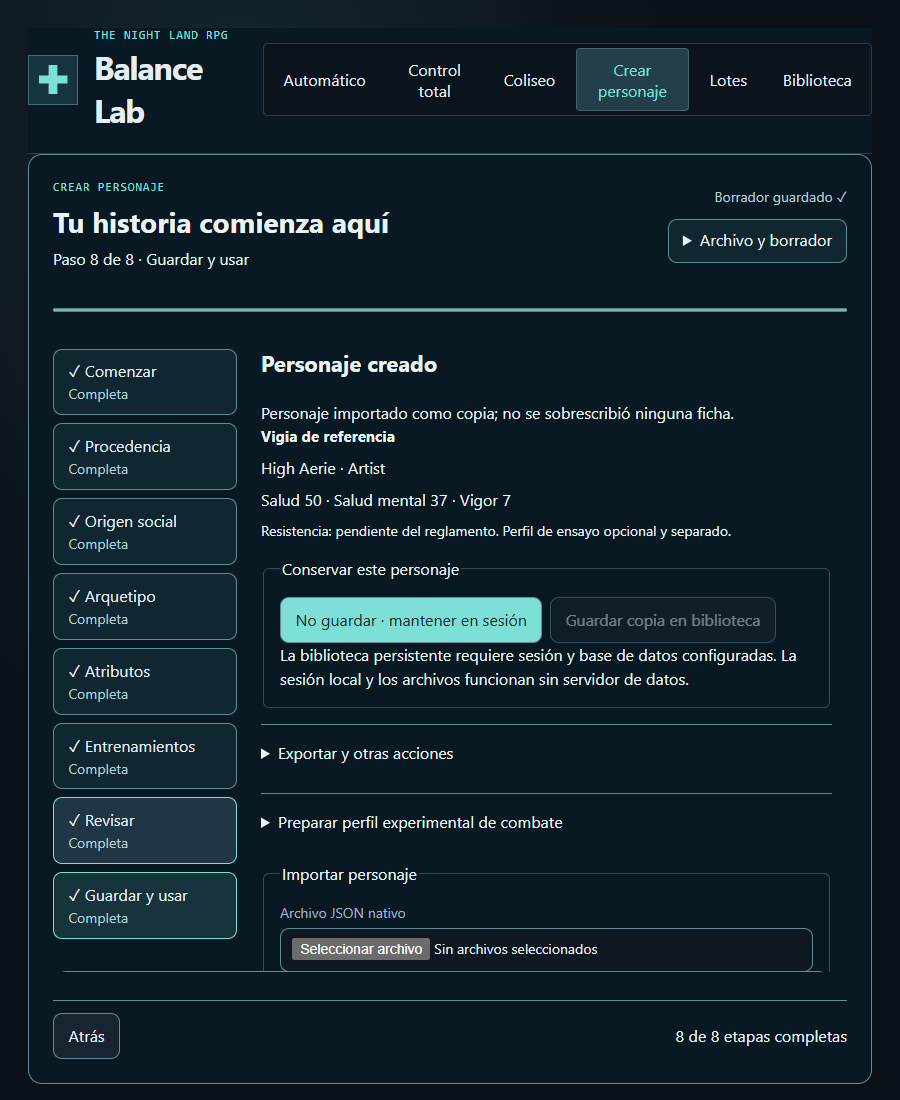 THE NIGHT LAND RPG
Balance
Lab
Automático
Control
total
Coliseo
Crear
personaje
Lotes
Biblioteca
CREAR PERSONAJE
Tu historia comienza aquí
Paso 8 de 8 · Guardar y usar
Borrador guardado ✓
▶ Archivo y borrador
✓ Comenzar
Completa
✓ Procedencia
Completa
✓ Origen social
Completa
✓ Arquetipo
Completa
✓ Atributos
Completa
✓ Entrenamientos
Completa
✓ Revisar
Completa
✓ Guardar y usar
Completa
Personaje creado
Personaje importado como copia; no se sobrescribió ninguna ficha.
Vigia de referencia
High Aerie · Artist
Salud 50 · Salud mental 37 · Vigor 7
Resistencia: pendiente del reglamento. Perfil de ensayo opcional y separado.
Conservar este personaje
No guardar · mantener en sesión
Guardar copia en biblioteca
La biblioteca persistente requiere sesión y base de datos configuradas. La
sesión local y los archivos funcionan sin servidor de datos.
▶ Exportar y otras acciones
▶ Preparar perfil experimental de combate
Importar personaje
Archivo JSON nativo
Seleccionar archivo Sin archivos seleccionados
Atrás
8 de 8 etapas completas